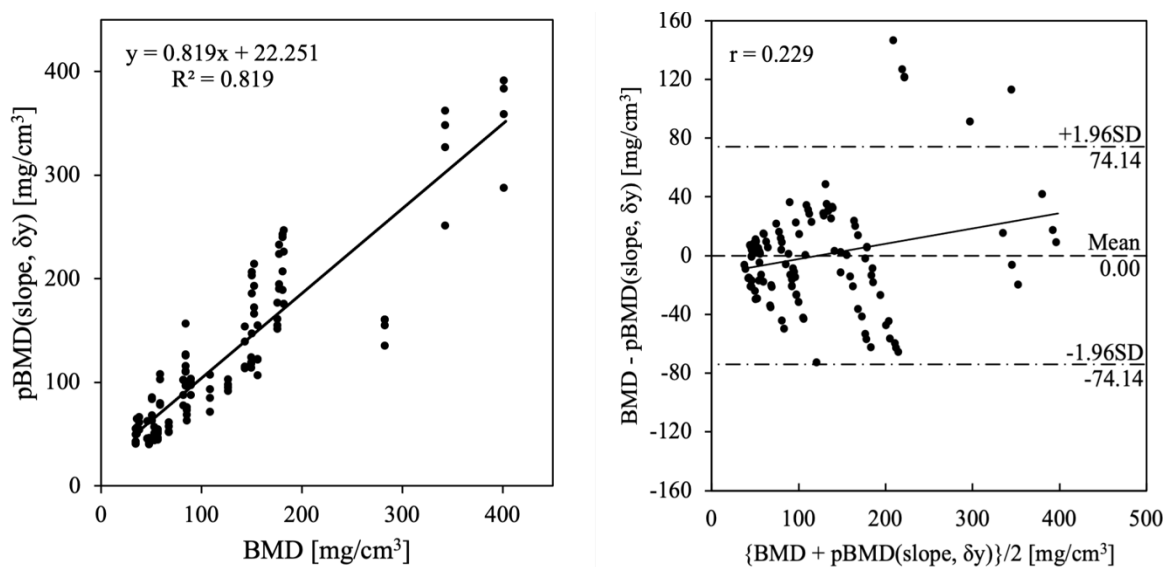 y = 0.819x + 22.251
R² = 0.819
pBMD(slope, δy) [mg/cm³]
400
300
200
100
0
0 100 200 300 400
BMD [mg/cm³]
r = 0.229
BMD - pBMD(slope, δy) [mg/cm³]
160
120
80
40
0
-40
-80
-120
-160
+1.96SD
74.14
Mean
0.00
-1.96SD
-74.14
0 100 200 300 400 500
{BMD + pBMD(slope, δy)}/2 [mg/cm³]